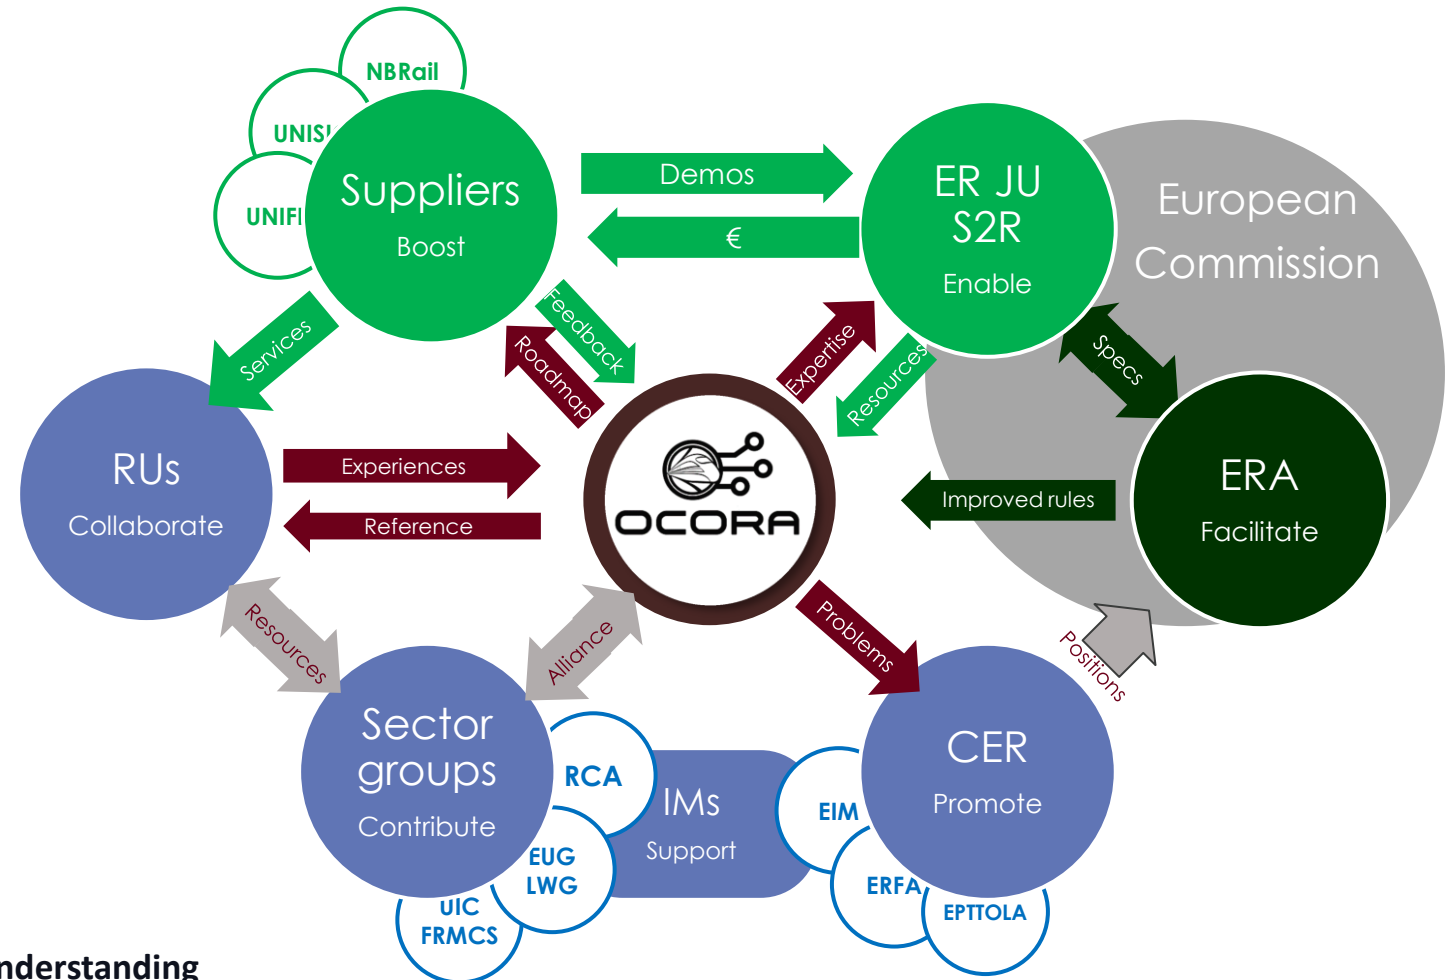 NBRail
UNIFI
Suppliers
Boost
Demos
€
ER JU
S2R
Enable
European
Commission
Services
Feedback
Roadmap
Expertise
Resources
Specs
RUs
Collaborate
Experiences
Reference
OCORA
Improved rules
ERA
Facilitate
Resources
Alliance
Problems
Positions
Sector
groups
Contribute
RCA
EUG
LWG
UIC
FRMCS
IMs
Support
EIM
ERFA
EPTTOLA
CER
Promote
nderstanding